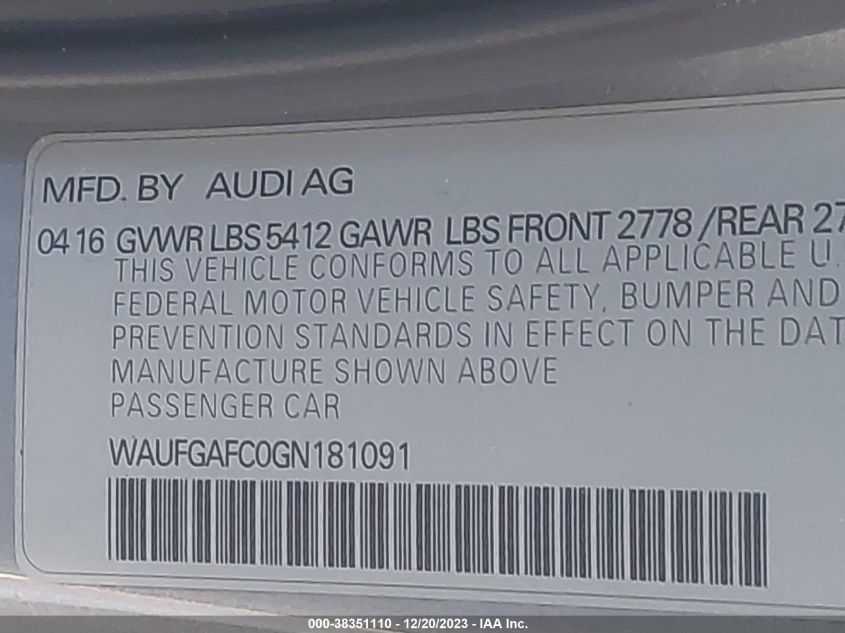 MFD. BY AUDI AG
04 16 GVWR LBS 5412 GAWR LBS FRONT 2778 /REAR 27
THIS VEHICLE CONFORMS TO ALL APPLICABLE U.
FEDERAL MOTOR VEHICLE SAFETY, BUMPER AND
PREVENTION STANDARDS IN EFFECT ON THE DAT
MANUFACTURE SHOWN ABOVE
PASSENGER CAR
WAUFGAFC0GN181091
000-38351110 - 12/20/2023 - IAA Inc.